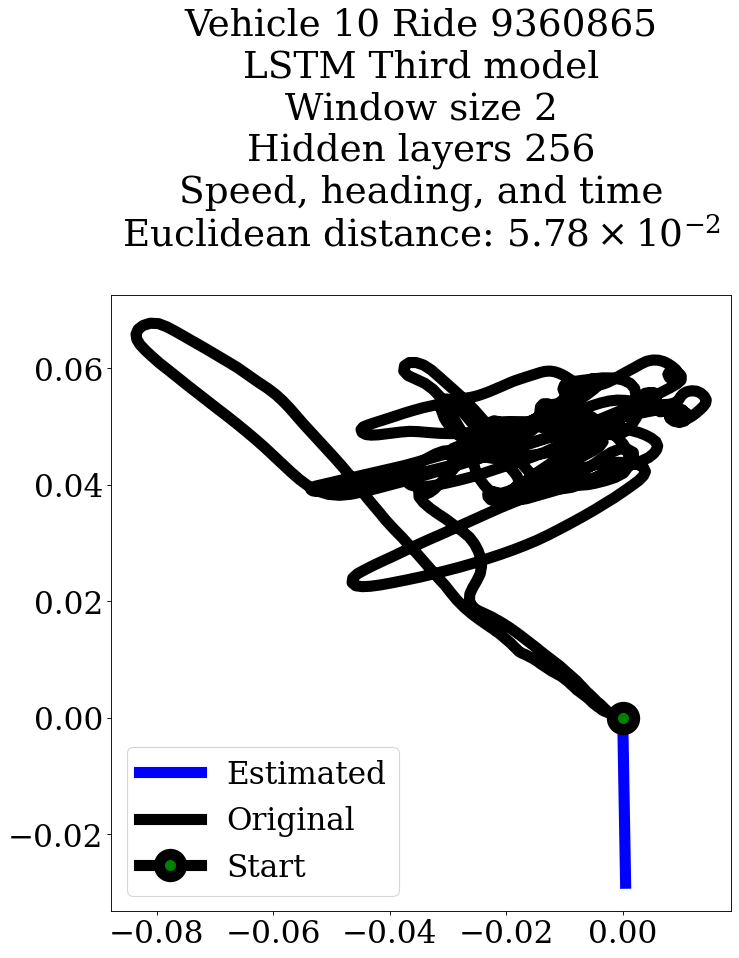 Vehicle 10 Ride 9360865
LSTM Third model
Window size 2
Hidden layers 256
Speed, heading, and time
Euclidean distance: 5.78 × 10⁻²
0.06
0.04
0.02
0.00
−0.02
Estimated
Original
Start
−0.08 −0.06 −0.04 −0.02 0.00